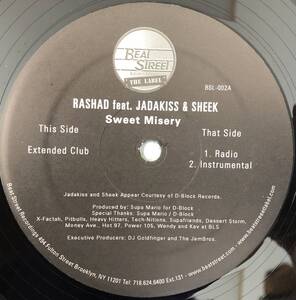 BEAT
STREET
"THE LABEL"
BSL-002A
RASHAD feat. JADAKISS & SHEEK
Sweet Misery
This Side
That Side
Extended Club
1. Radio
2. Instrumental
Jadakiss and Sheek Appear Courtesy of D-Block Records.
Produced by: Supa Mario for D-Block
Special Thanks: Supa Mario / D-Block
X-Factah, Pitbulls, Heavy Hitters, Tech-Nitions, Supafriends, Dessert Storm,
Money Ave., Hot 97, Power 105, Wendy and Kev at BLS
Executive Producers: DJ Goldfinger and The JamBros.
Beat Street Recordings 494 Fulton Street Brooklyn, NY 11201 Tel: 718.624.6400 Ext.131 - www.beatstreet.com